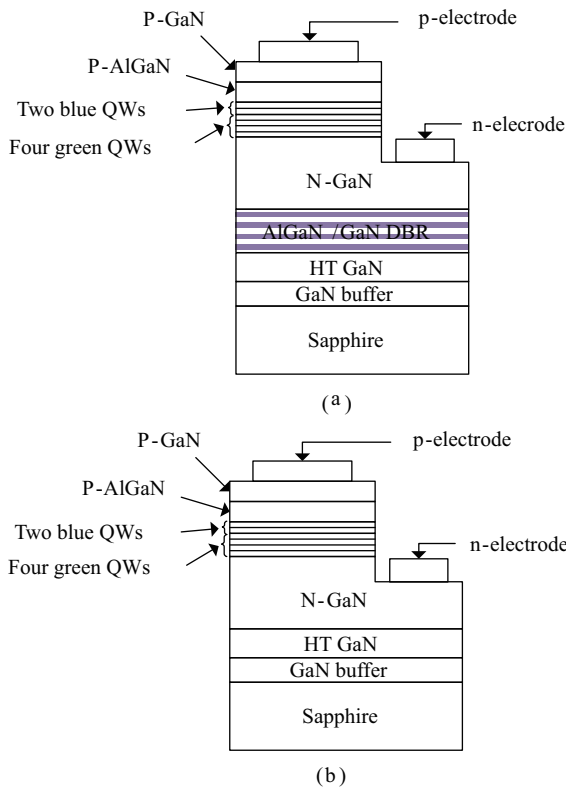 P-GaN
p-electrode
P-AlGaN
Two blue QWs
n-elecrode
Four green QWs
N-GaN
AlGaN /GaN DBR
HT GaN
GaN buffer
Sapphire
(a)
P-GaN
p-electrode
P-AlGaN
Two blue QWs
n-electrode
Four green QWs
N-GaN
HT GaN
GaN buffer
Sapphire
(b)